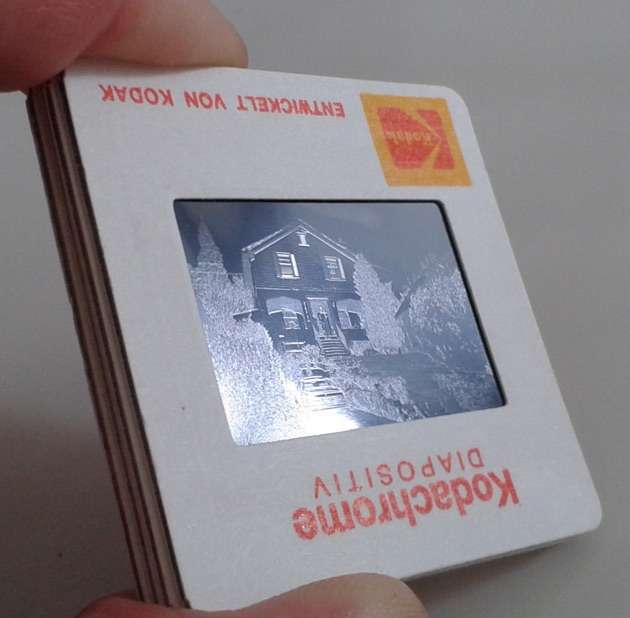 Kodachrome
DIAPOSITIV
Kodak
ENTWICKELT VON KODAK